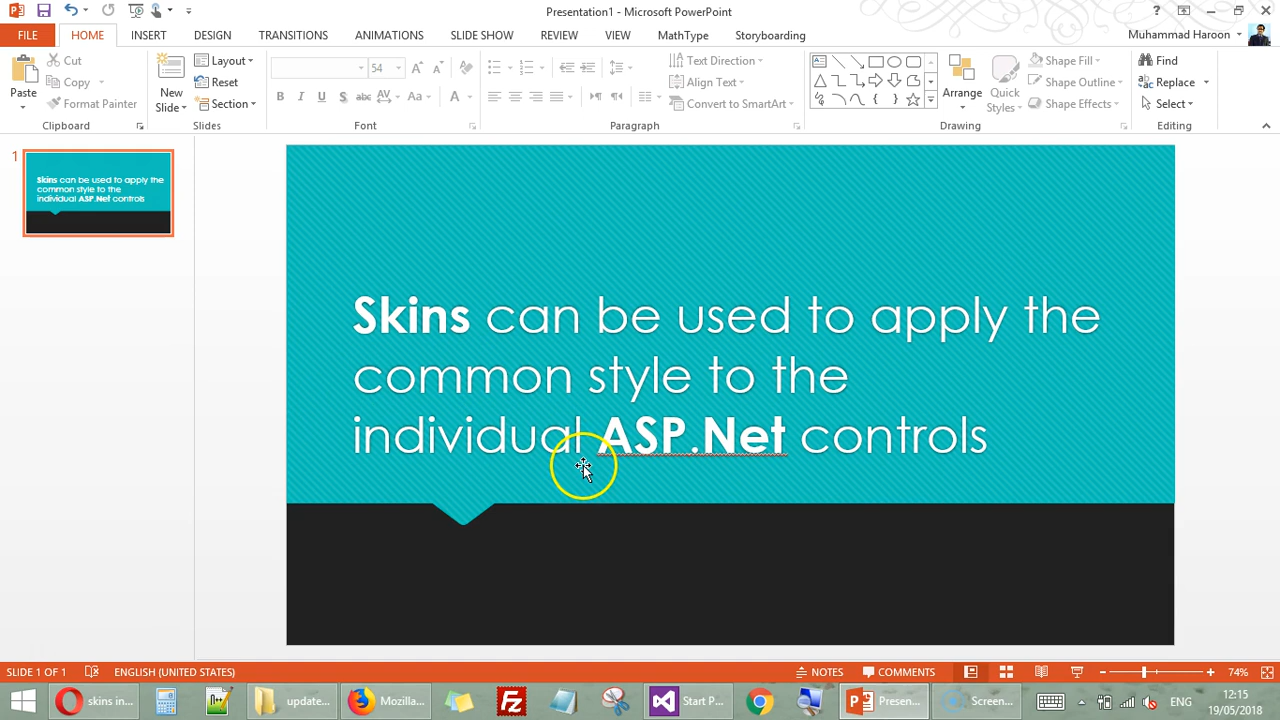 Presentation1 - Microsoft PowerPoint
FILE HOME INSERT DESIGN TRANSITIONS ANIMATIONS SLIDE SHOW REVIEW VIEW MathType Storyboarding Muhammad Haroon
Paste
Cut
Copy
Format Painter
Clipboard
New Slide
Layout
Reset
Section
Slides
54
B I U S abc AV Aa A
Font
Text Direction
Align Text
Convert to SmartArt
Paragraph
Arrange
Quick Styles
Shape Fill
Shape Outline
Shape Effects
Drawing
Find
Replace
Select
Editing
1
Skins can be used to apply the
common style to the
individual ASP.Net controls
Skins can be used to apply the
common style to the
individual ASP.Net controls
SLIDE 1 OF 1 ENGLISH (UNITED STATES) NOTES COMMENTS 74%
skins in... update... Mozilla... Start P... Presen... Screen... ENG
12:15
19/05/2018